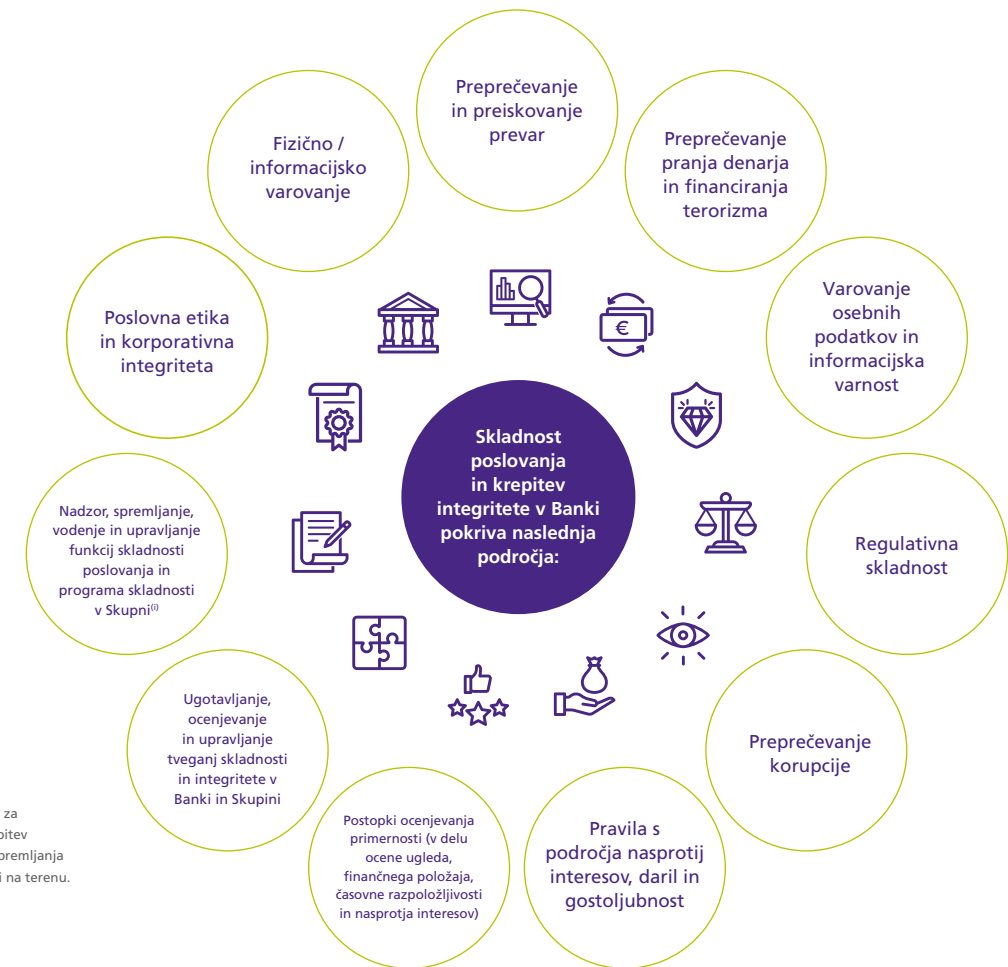 Preprečevanje
in preiskovanje
prevar
Preprečevanje
pranja denarja
in financiranja
terorizma
Varovanje
osebnih
podatkov in
informacijska
varnost
Regulativna
skladnost
Preprečevanje
korupcije
Pravila s
področja nasprotij
interesov, daril in
gostoljubnost
Postopki ocenjevanja
primernosti (v delu
ocene ugleda,
finančnega položaja,
časovne razpoložljivosti
in nasprotja interesov)
Ugotavljanje,
ocenjevanje
in upravljanje
tveganj skladnosti
in integritete v
Banki in Skupini
Nadzor, spremljanje,
vodenje in upravljanje
funkcij skladnosti
poslovanja in
programa skladnosti
v Skupni(i)
Poslovna etika
in korporativna
integriteta
Fizično /
informacijsko
varovanje
Skladnost
poslovanja
in krepitev
integritete v Banki
pokriva naslednja
področja:
€
za
pitev
premljanja
i na terenu.